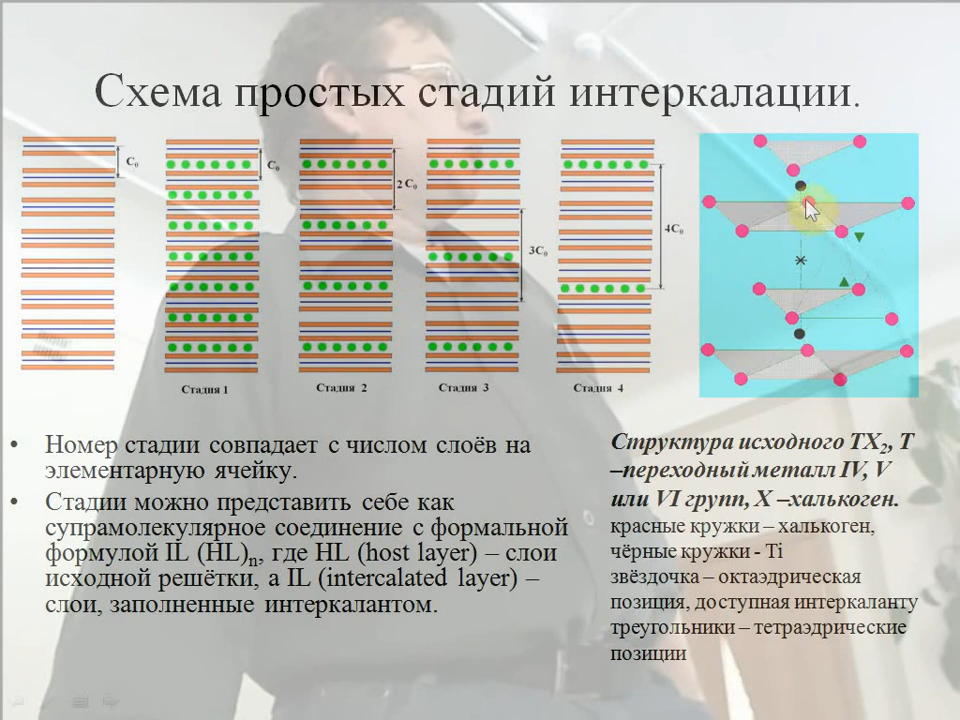 Схема простых стадий интеркалации.
C₀
C₀
2 C₀
3C₀
4C₀
Стадия 1
Стадия 2
Стадия 3
Стадия 4
• Номер стадии совпадает с числом слоёв на
элементарную ячейку.
• Стадии можно представить себе как
супрамолекулярное соединение с формальной
формулой IL (HL)n, где HL (host layer) – слои
исходной решётки, а IL (intercalated layer) –
слои, заполненные интеркалантом.
Структура исходного TX₂, T
–переходный металл IV, V
или VI групп, X –халькоген.
красные кружки – халькоген,
чёрные кружки - Ti
звёздочка – октаэдрическая
позиция, доступная интеркаланту
треугольники – тетраэдрические
позиции